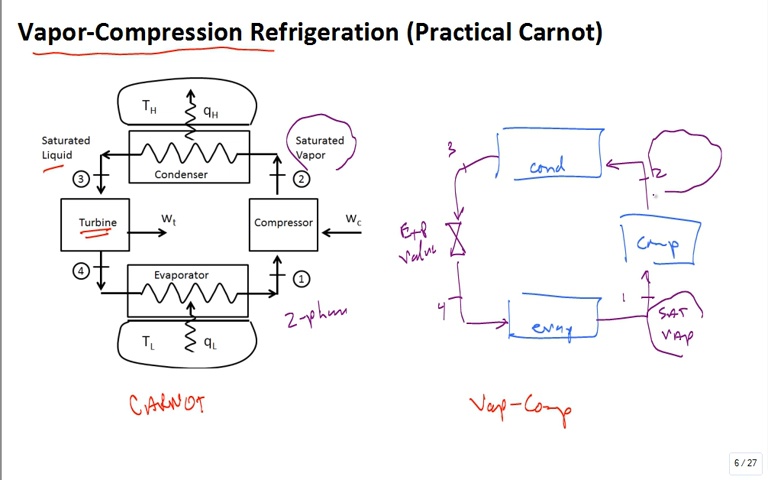 Vapor-Compression Refrigeration (Practical Carnot)
TH
qH
Saturated
Liquid
Saturated
Vapor
3
Condenser
2
Turbine
Wt
Compressor
Wc
4
Evaporator
1
2-phase
TL
qL
CARNOT
3
cond
2
Exp
Valve
comp
4
1
SAT
VAP
evap
Vap-Comp
6 / 27